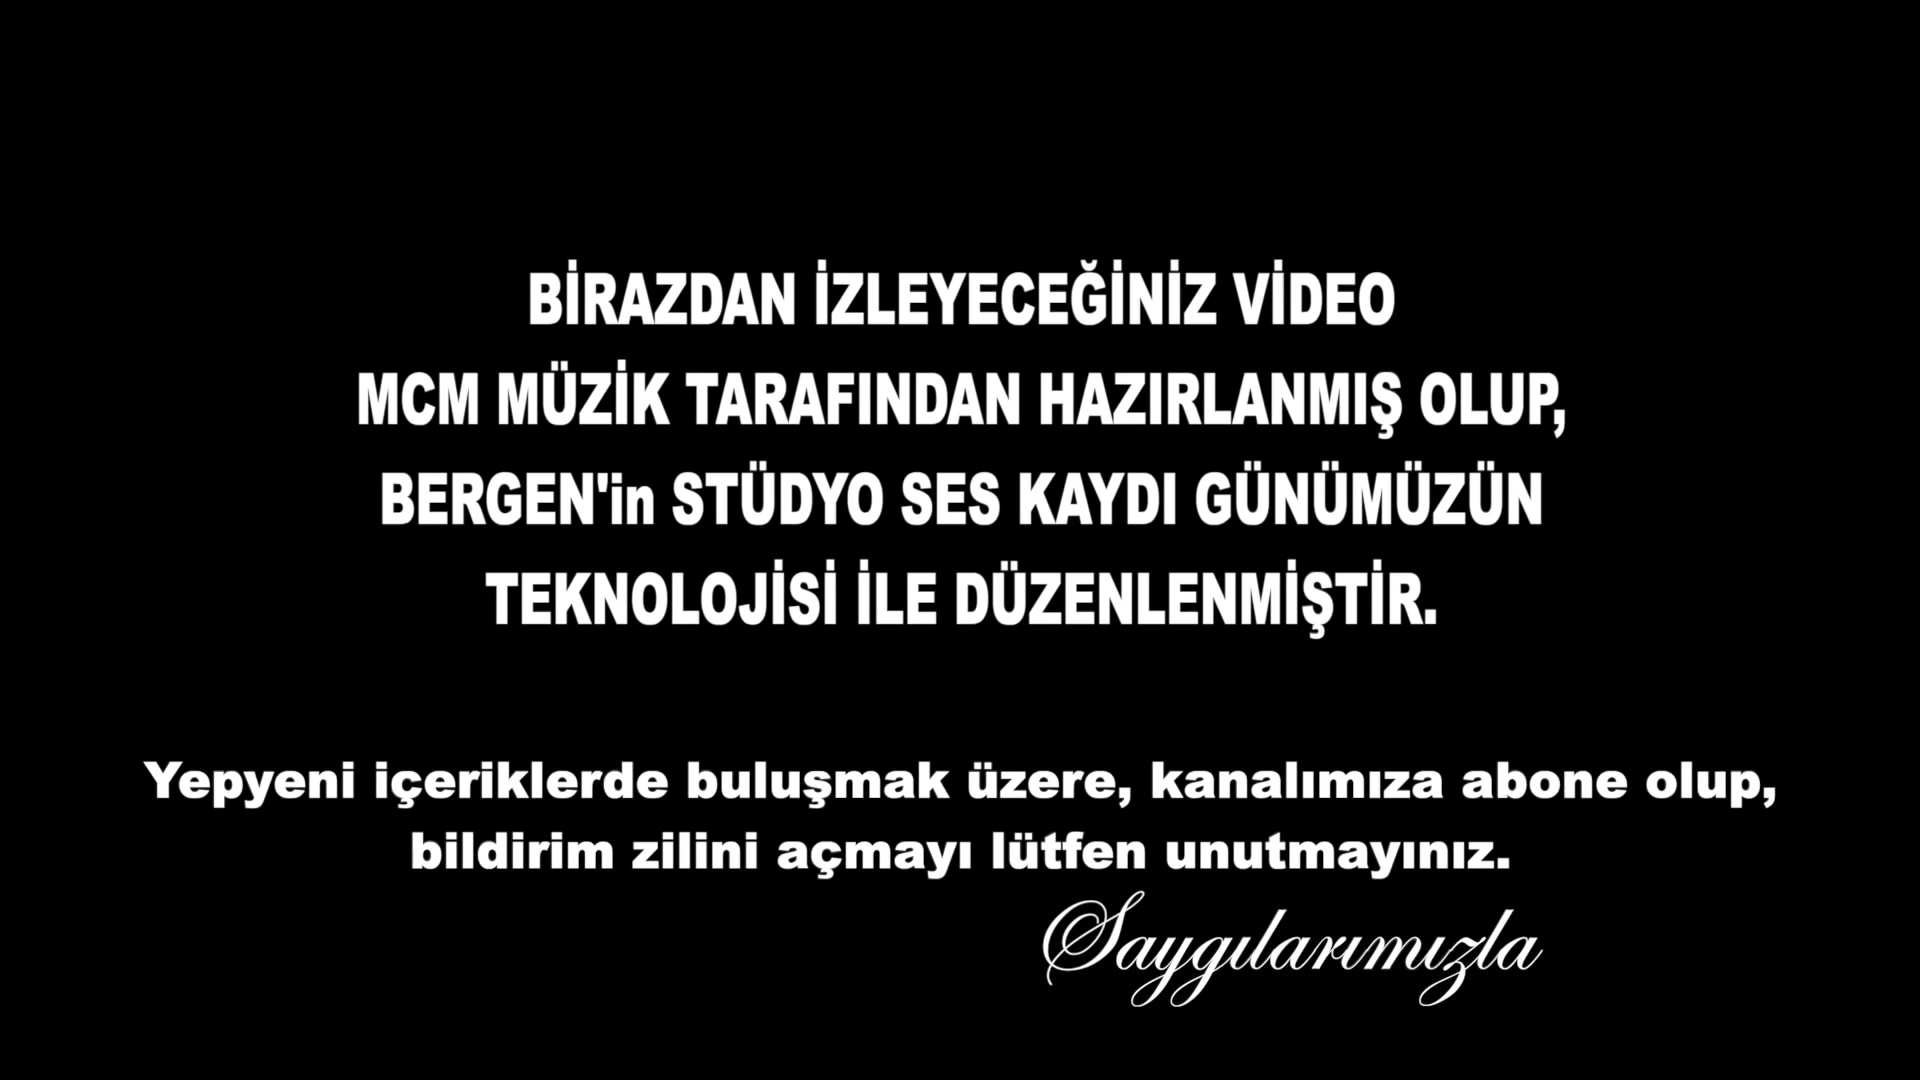 BİRAZDAN İZLEYECEĞİNİZ VİDEO
MCM MÜZİK TARAFINDAN HAZIRLANMIŞ OLUP,
BERGEN'in STÜDYO SES KAYDI GÜNÜMÜZÜN
TEKNOLOJİSİ İLE DÜZENLENMİŞTİR.
Yepyeni içeriklerde buluşmak üzere, kanalımıza abone olup,
bildirim zilini açmayı lütfen unutmayınız.
Saygılarımızla